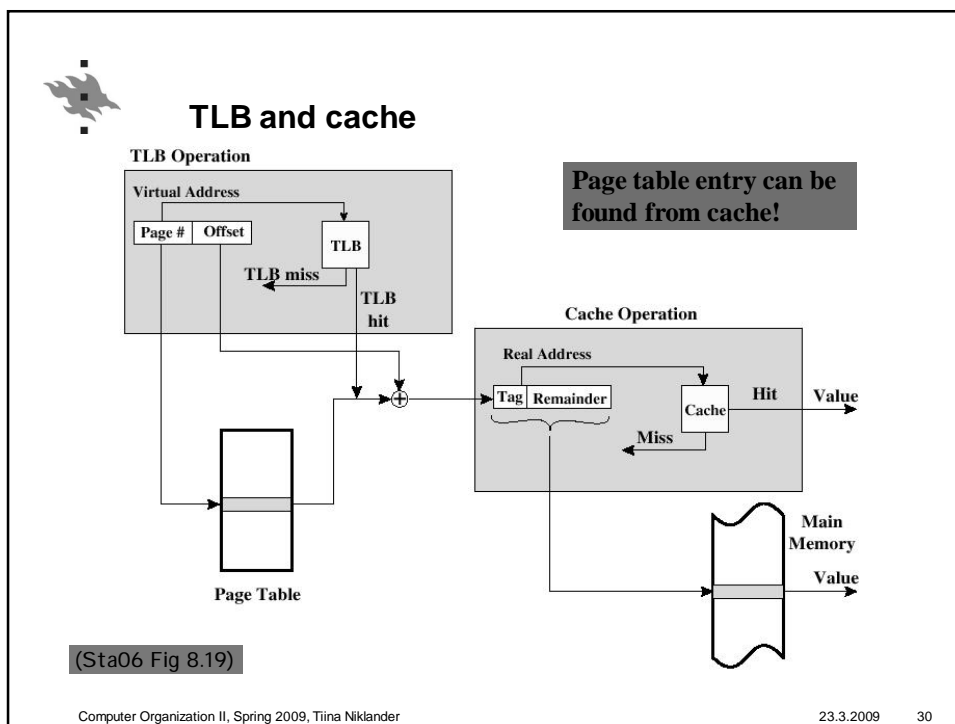 TLB and cache
TLB Operation
Page table entry can be
found from cache!
Virtual Address
Page # Offset
TLB
TLB miss
TLB
hit
Cache Operation
Real Address
Tag Remainder
Cache
Hit
Value
Miss
Main
Memory
Value
Page Table
(Sta06 Fig 8.19)
Computer Organization II, Spring 2009, Tiina Niklander
23.3.2009 30